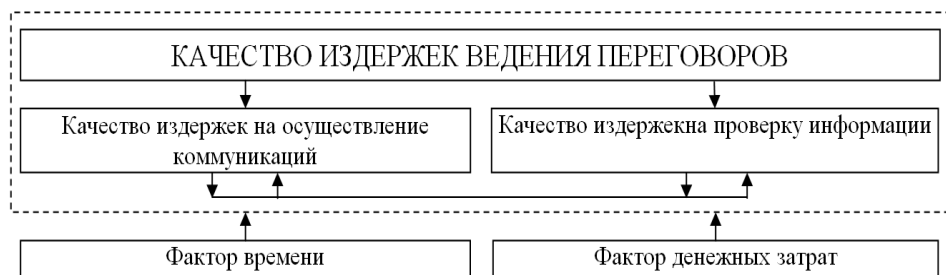 КАЧЕСТВО ИЗДЕРЖЕК ВЕДЕНИЯ ПЕРЕГОВОРОВ
Качество издержек на осуществление
коммуникаций
Качество издержекна проверку информации
Фактор времени
Фактор денежных затрат